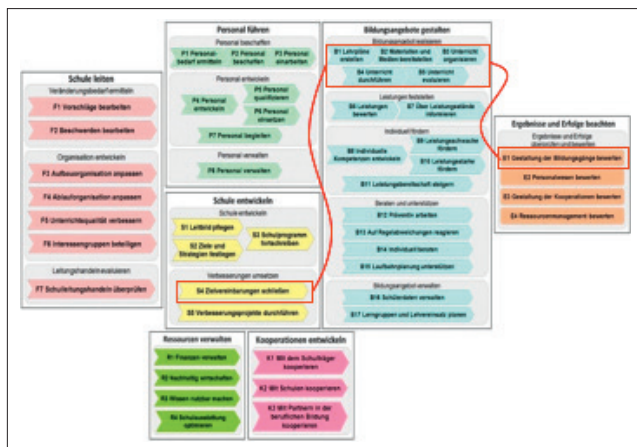 Schule leiten
Veränderungsbedarf ermitteln
F1 Vorschläge bearbeiten
F2 Beschwerden bearbeiten
Organisation entwickeln
F3 Aufbauorganisation anpassen
F4 Ablauforganisation anpassen
F5 Unterrichtsqualität verbessern
F6 Interessengruppen beteiligen
Leitungshandeln evaluieren
F7 Schulleitungshandeln überprüfen
Personal führen
Personal beschaffen
P1 Personal-
bedarf ermitteln
P2 Personal
beschaffen
P3 Personal
einarbeiten
Personal entwickeln
P4 Personal
entwickeln
P5 Personal
qualifizieren
P6 Personal
einsetzen
P7 Personal begleiten
Personal verwalten
P8 Personal verwalten
Schule entwickeln
Schule entwickeln
S1 Leitbild pflegen
S2 Ziele und
Strategien festlegen
S3 Schulprogramm
fortschreiben
Verbesserungen umsetzen
S4 Zielvereinbarungen schließen
S5 Verbesserungsprojekte durchführen
Bildungsangebote gestalten
Bildungsangebot realisieren
B1 Lehrpläne
erstellen
B2 Materialien und
Medien bereitstellen
B3 Unterricht
organisieren
B4 Unterricht
durchführen
B5 Unterricht
evaluieren
Leistungen feststellen
B6 Leistungen
bewerten
B7 Über Leistungsstände
informieren
Individuell fördern
B8 Individuelle
Kompetenzen entwickeln
B9 Leistungsschwache
fördern
B10 Leistungsstarke
fördern
B11 Leistungsbereitschaft steigern
Beraten und unterstützen
B12 Präventiv arbeiten
B13 Auf Regelabweichungen reagieren
B14 Individuell beraten
B15 Laufbahnplanung unterstützen
Bildungsangebot verwalten
B16 Schülerdaten verwalten
B17 Lerngruppen und Lehrereinsatz planen
Ergebnisse und Erfolge beachten
Ergebnisse und Erfolge
überprüfen und bewerten
E1 Gestaltung der Bildungsgänge bewerten
E2 Personalwesen bewerten
E3 Gestaltung der Kooperationen bewerten
E4 Ressourcenmanagement bewerten
Ressourcen verwalten
R1 Finanzen verwalten
R2 Nachhaltig wirtschaften
R3 Wissen nutzbar machen
R4 Schulausstattung
optimieren
Kooperationen entwickeln
K1 Mit dem Schulträger
kooperieren
K2 Mit Schulen kooperieren
K3 Mit Partnern in der
beruflichen Bildung
kooperieren